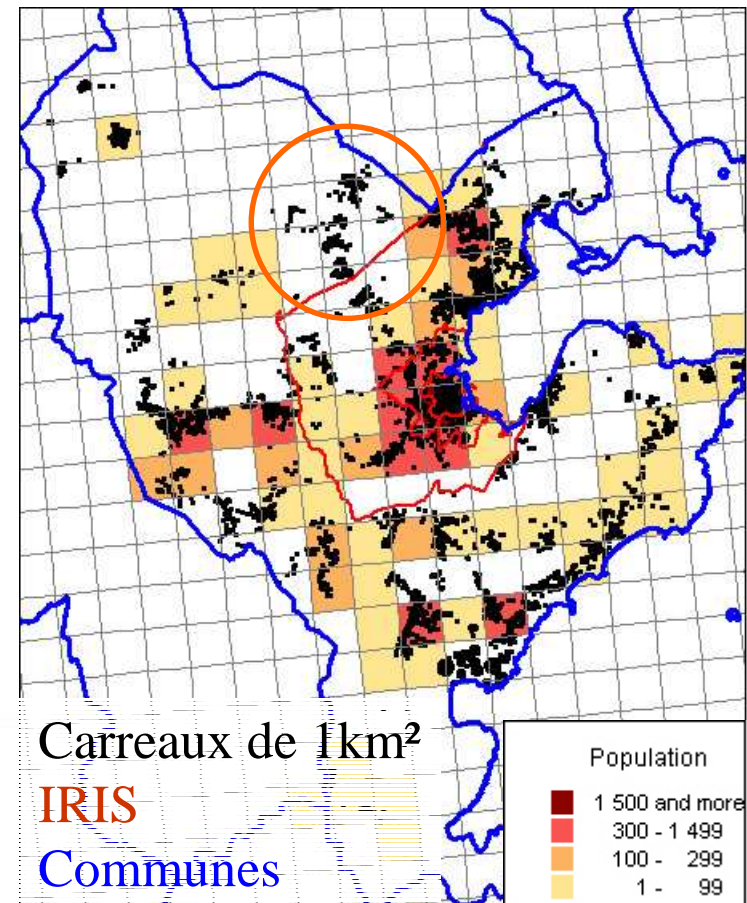 Carreaux de 1km²
IRIS
Communes
Population
1 500 and more
300 - 1 499
100 - 299
1 - 99